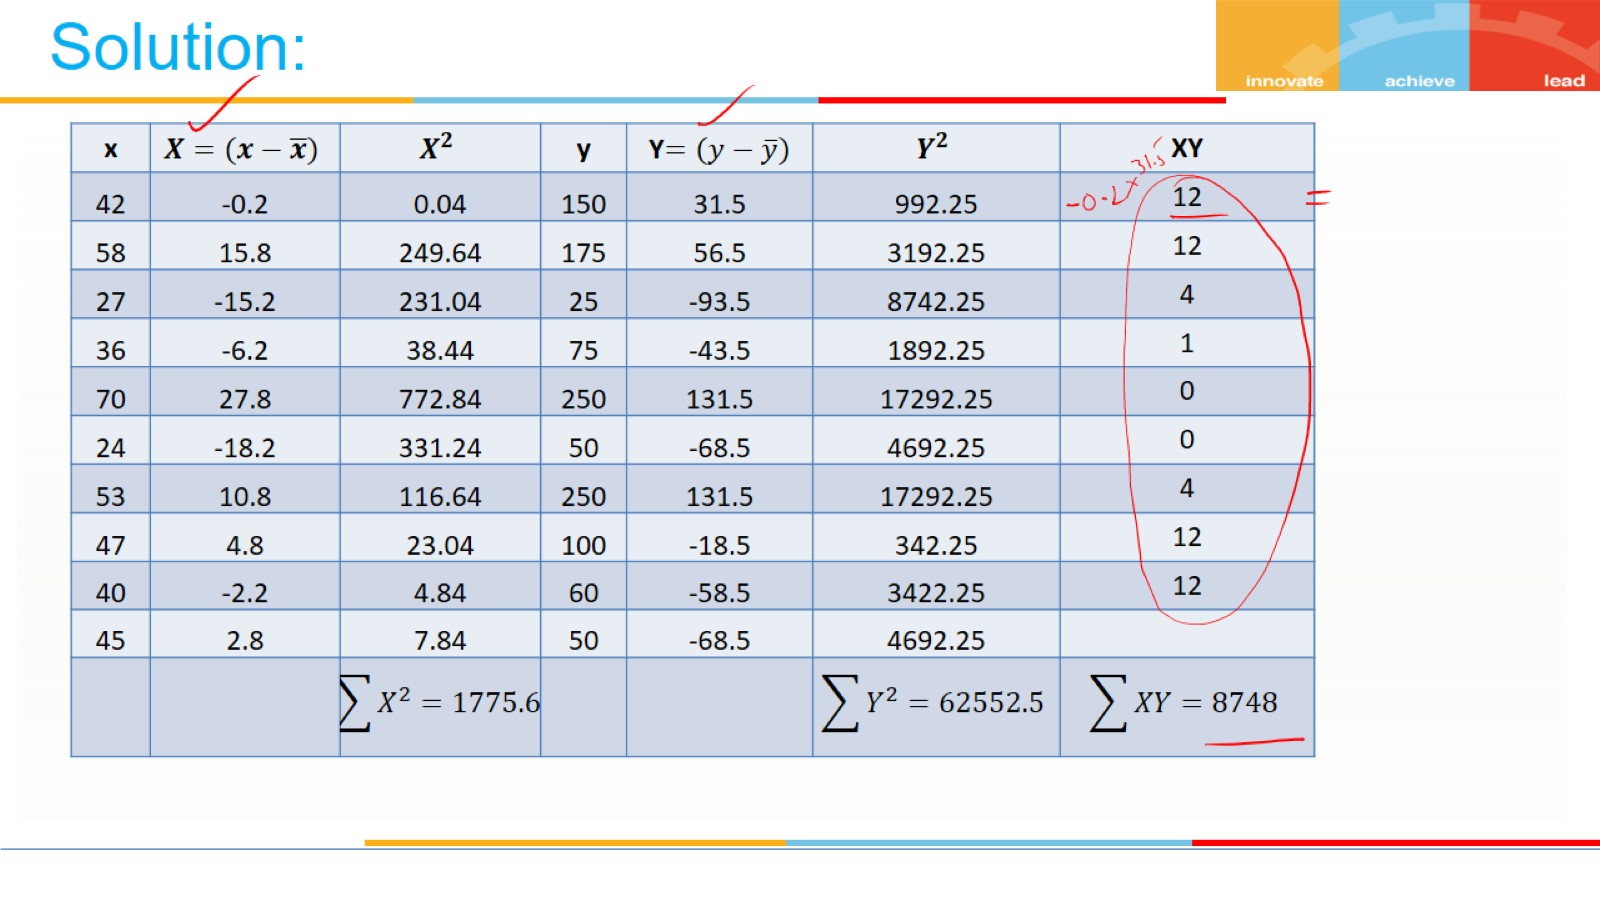 Solution:
innovate achieve lead
x X = (x − x̄) X² y Y= (y − ȳ) Y² XY
-0.2 × 31.5
42 -0.2 0.04 150 31.5 992.25 12 =
58 15.8 249.64 175 56.5 3192.25 12
27 -15.2 231.04 25 -93.5 8742.25 4
36 -6.2 38.44 75 -43.5 1892.25 1
70 27.8 772.84 250 131.5 17292.25 0
24 -18.2 331.24 50 -68.5 4692.25 0
53 10.8 116.64 250 131.5 17292.25 4
47 4.8 23.04 100 -18.5 342.25 12
40 -2.2 4.84 60 -58.5 3422.25 12
45 2.8 7.84 50 -68.5 4692.25
∑ X² = 1775.6 ∑ Y² = 62552.5 ∑ XY = 8748